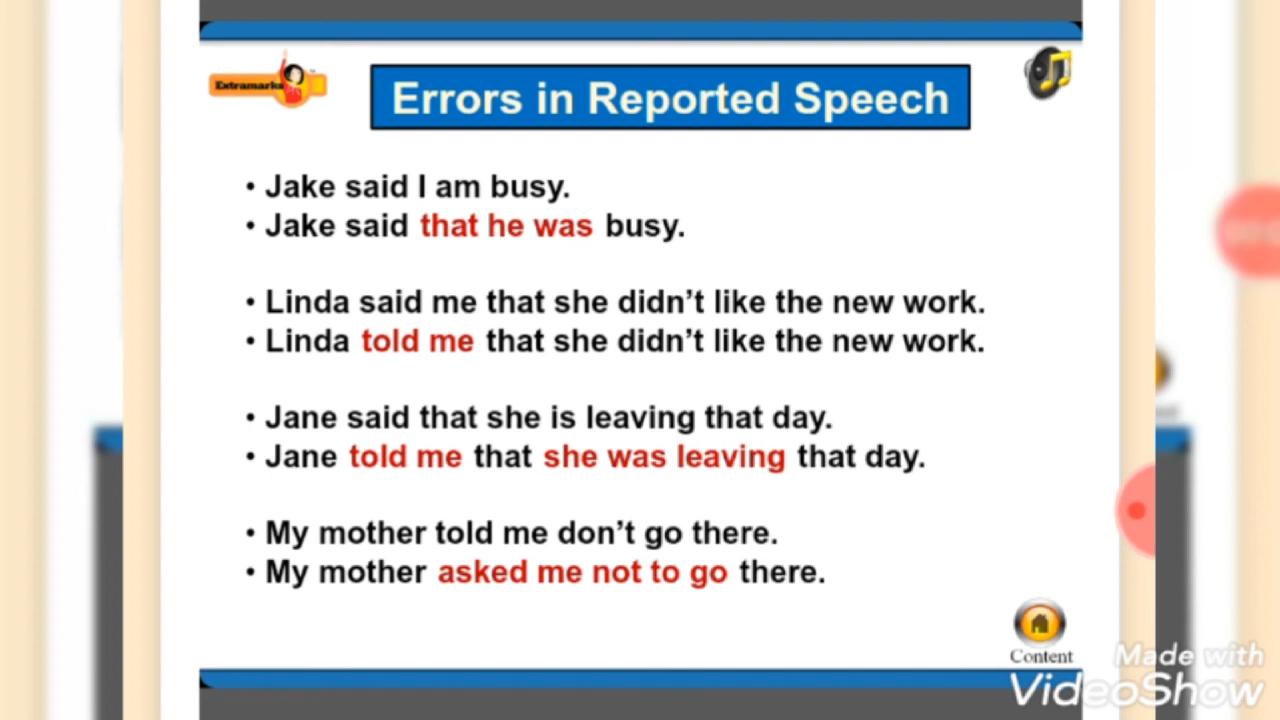 Extramarks
Errors in Reported Speech
• Jake said I am busy.
• Jake said that he was busy.
• Linda said me that she didn’t like the new work.
• Linda told me that she didn’t like the new work.
• Jane said that she is leaving that day.
• Jane told me that she was leaving that day.
• My mother told me don’t go there.
• My mother asked me not to go there.
Content
Made with
VideoShow